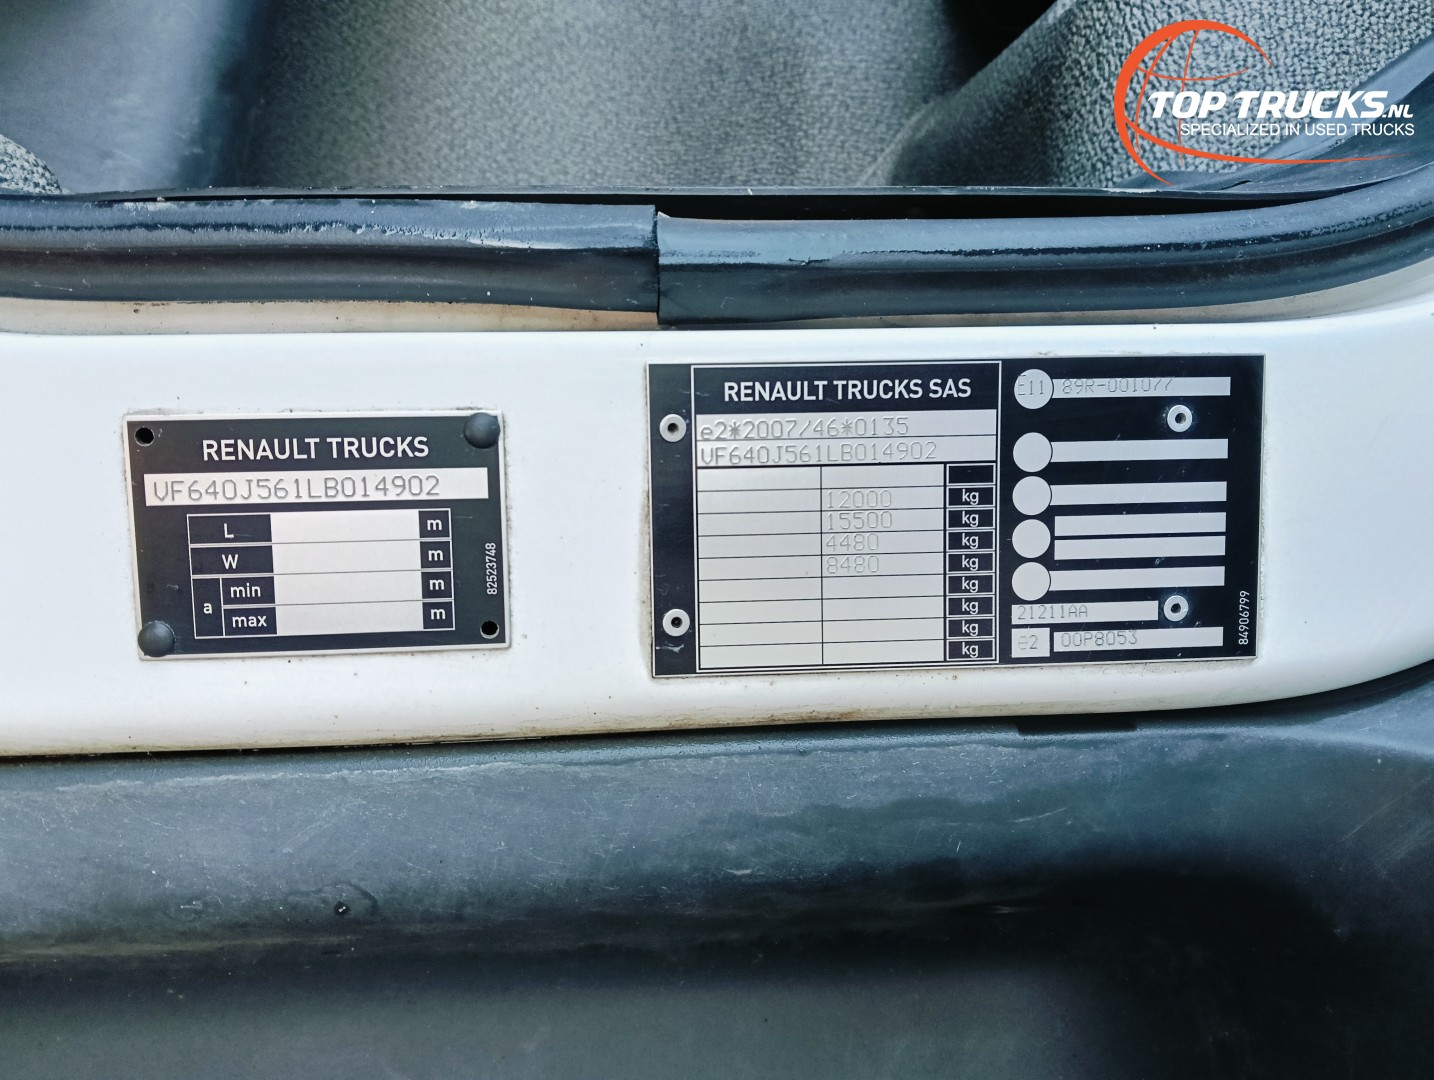 TOP TRUCKS.NL
SPECIALIZED IN USED TRUCKS
RENAULT TRUCKS
VF640J561LB014902
L m
W m
a min m
max m
82523748
RENAULT TRUCKS SAS
e2*2007/46*0135
VF640J561LB014902
12000 kg
15500 kg
4480 kg
8480 kg
kg
kg
kg
kg
E11 89R-001077
21211AA
e2 00P8053
84906799